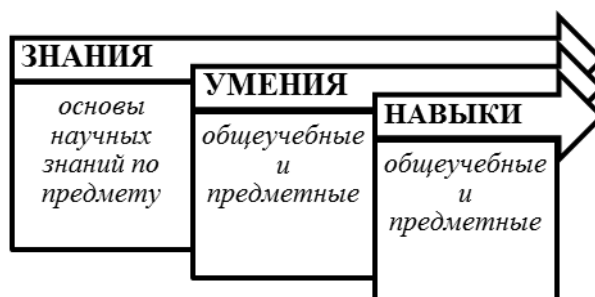 ЗНАНИЯ
основы
научных
знаний по
предмету
УМЕНИЯ
общеучебные
и
предметные
НАВЫКИ
общеучебные
и
предметные